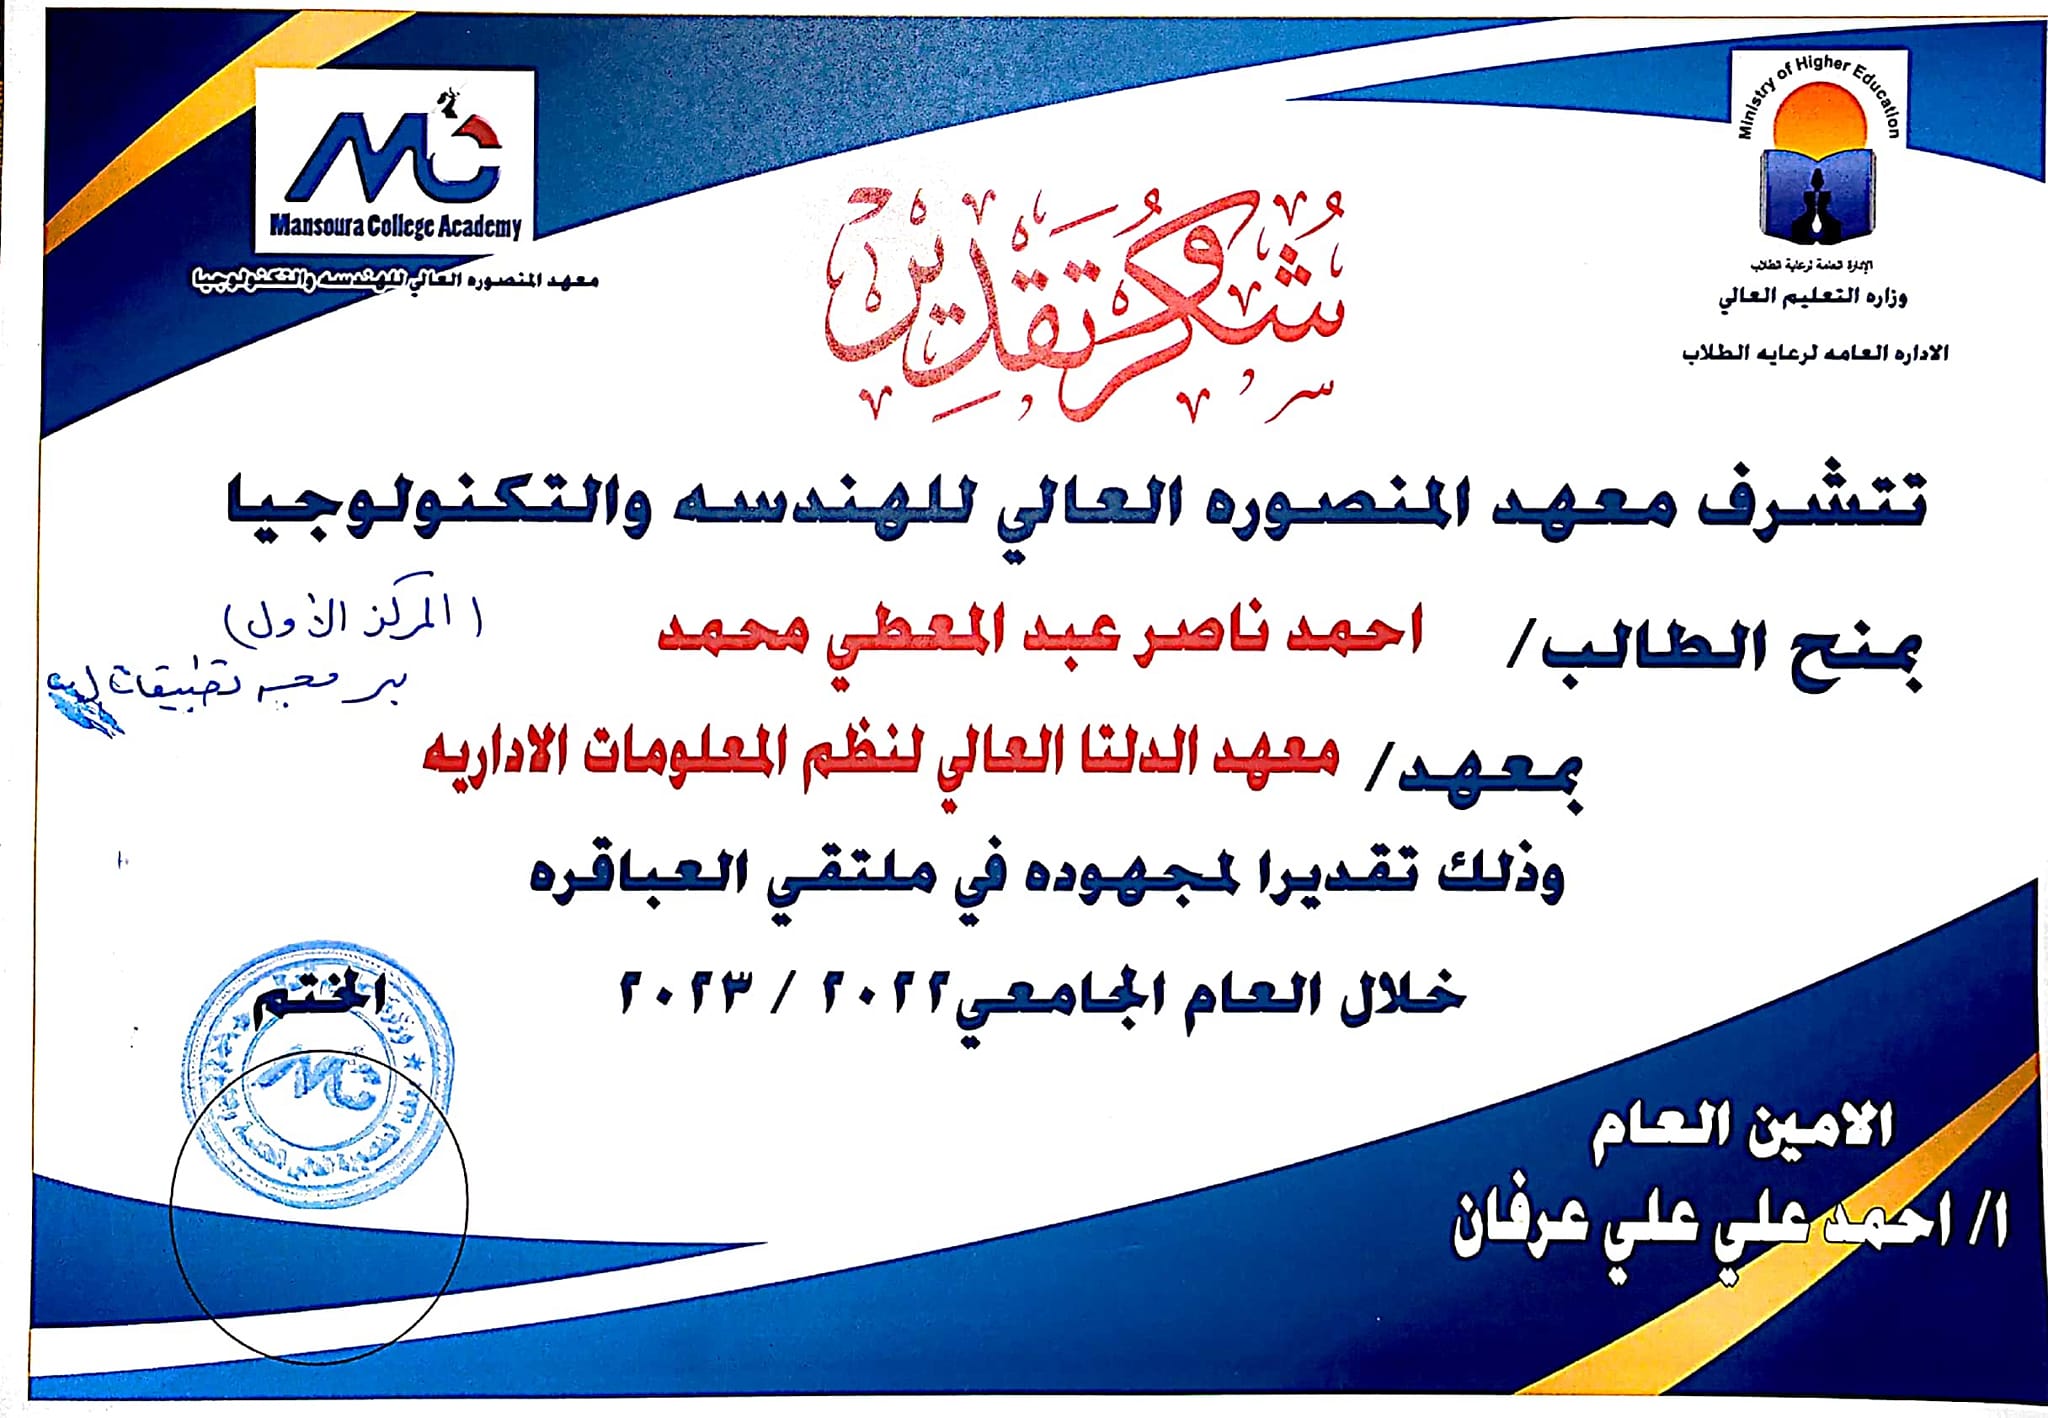 Mansoura College Academy
معهد المنصوره العالي للهندسه والتكنولوجيا
Ministry of Higher Education
الإدارة العامة لرعاية الطلاب
وزاره التعليم العالي
الاداره العامه لرعايه الطلاب
شكر وتقدير
تتشرف معهد المنصوره العالي للهندسه والتكنولوجيا
بمنح الطالب/ احمد ناصر عبد المعطي محمد
(المركز الأول)
برمجه تطبيقات
بمعهد/ معهد الدلتا العالي لنظم المعلومات الاداريه
وذلك تقديرا لمجهوده في ملتقي العباقره
خلال العام الجامعي ٢٠٢٢ / ٢٠٢٣
الختم
MC
الامين العام
ا/ احمد علي علي عرفان